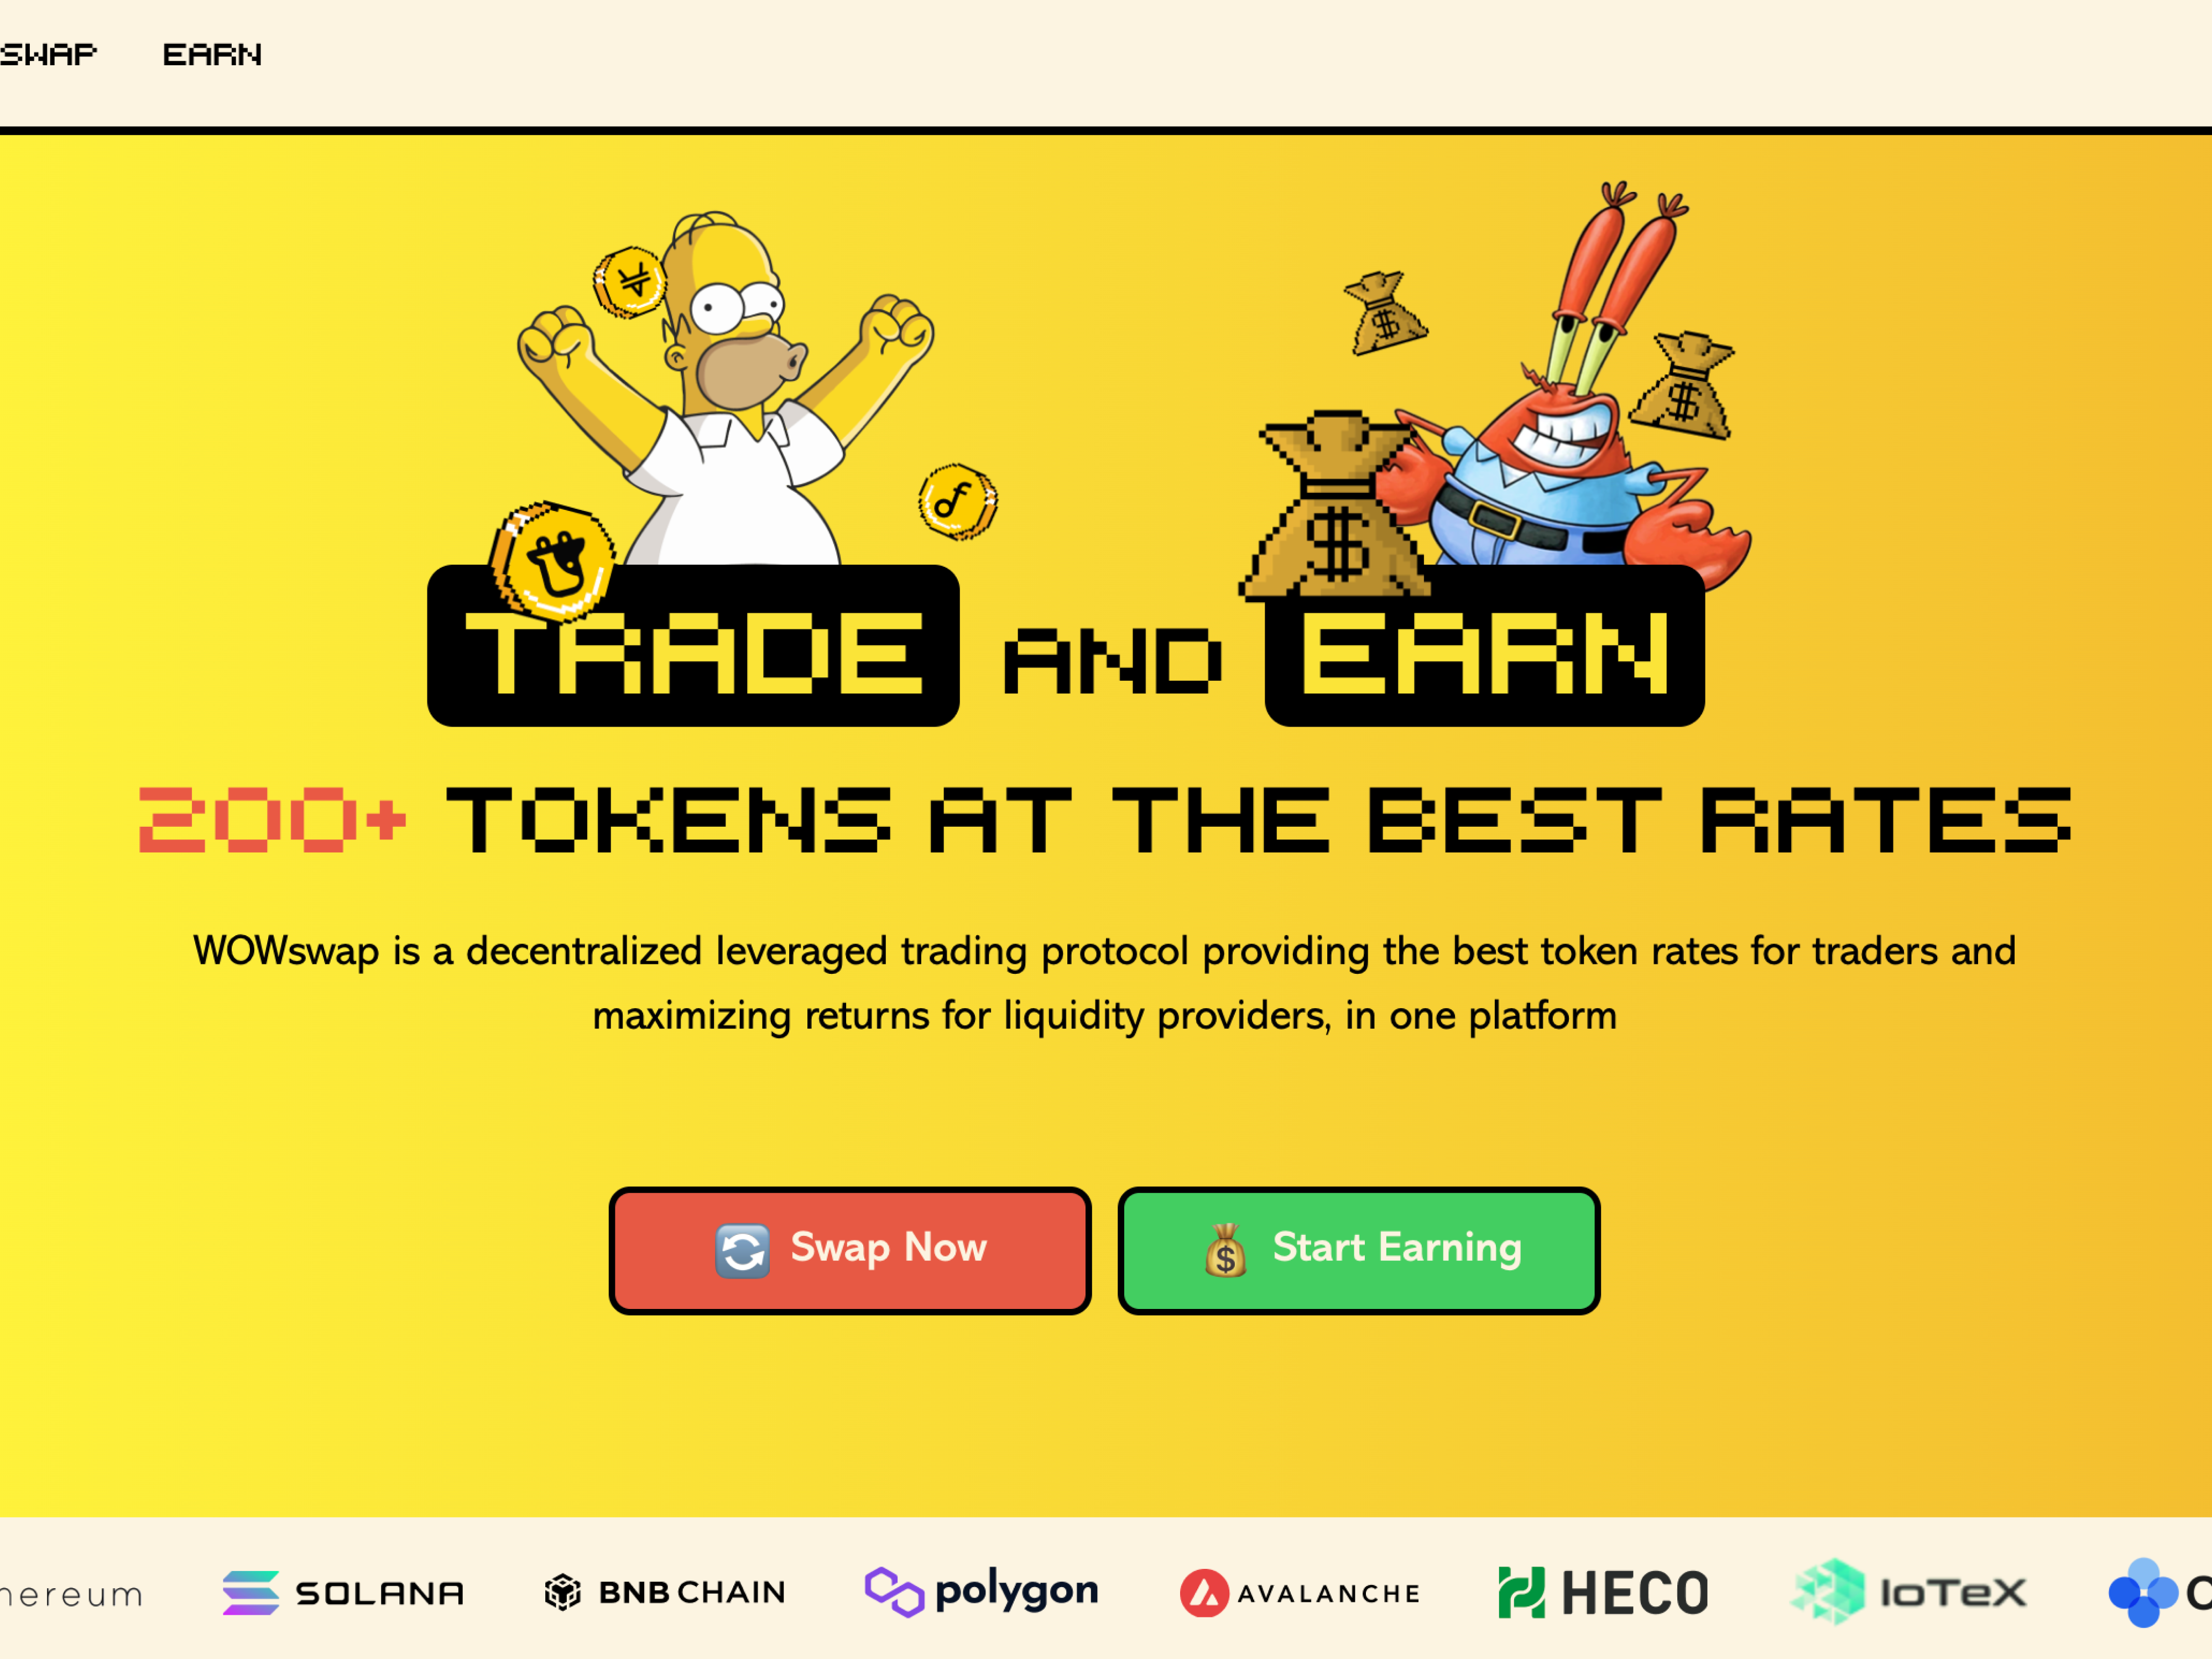 SWAP EARN
TRADE AND EARN
200+ TOKENS AT THE BEST RATES
WOWswap is a decentralized leveraged trading protocol providing the best token rates for traders and
maximizing returns for liquidity providers, in one platform
Swap Now
Start Earning
hereum SOLANA BNB CHAIN polygon AVALANCHE HECO IoTeX